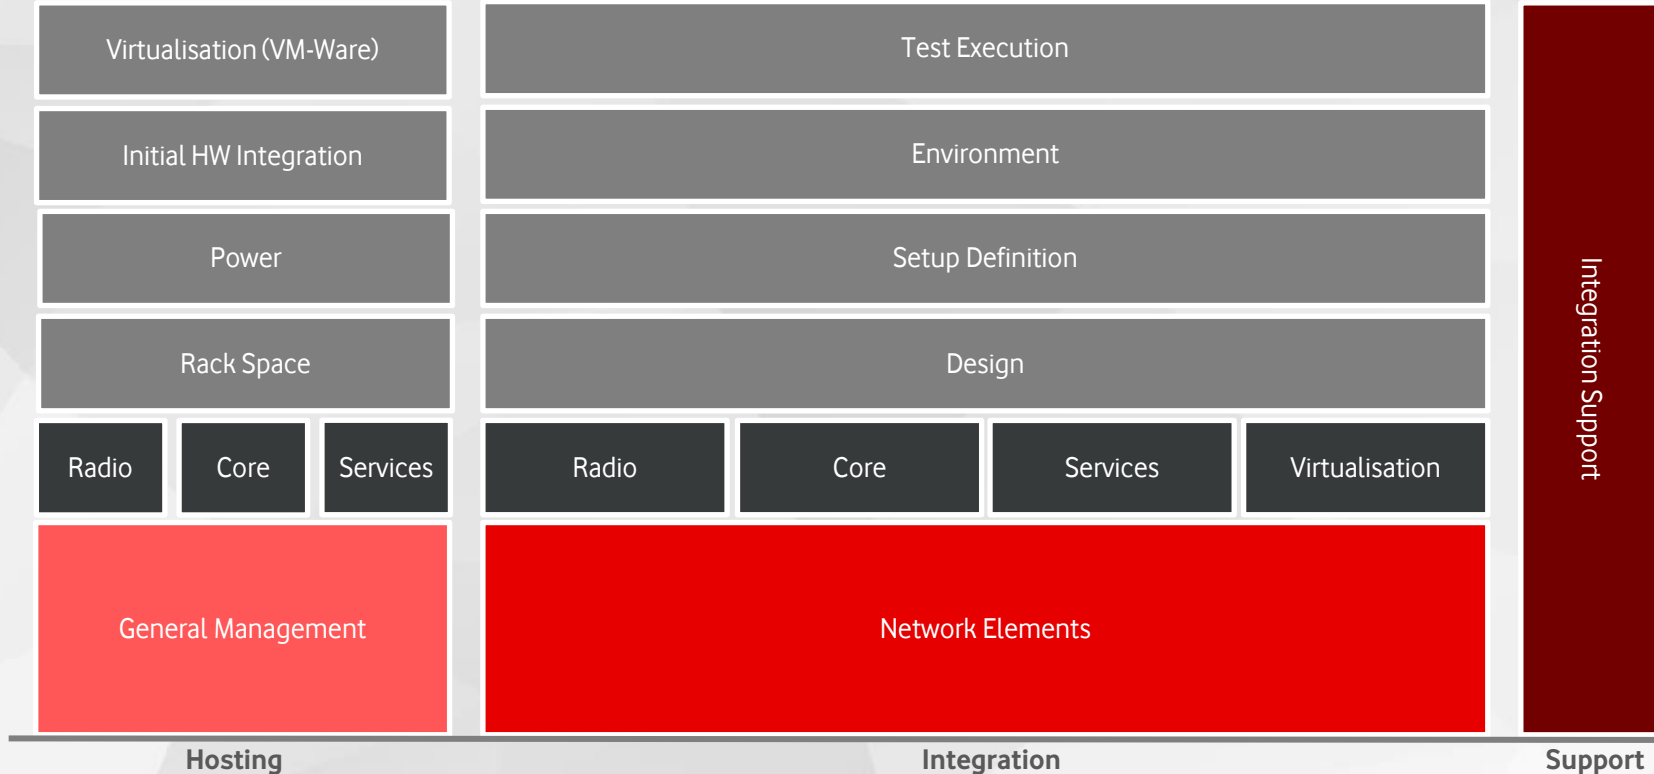 Virtualisation (VM-Ware)
Test Execution
Initial HW Integration
Environment
Power
Setup Definition
Rack Space
Design
Integration Support
Radio
Core
Services
Radio
Core
Services
Virtualisation
General Management
Network Elements
Hosting
Integration
Support